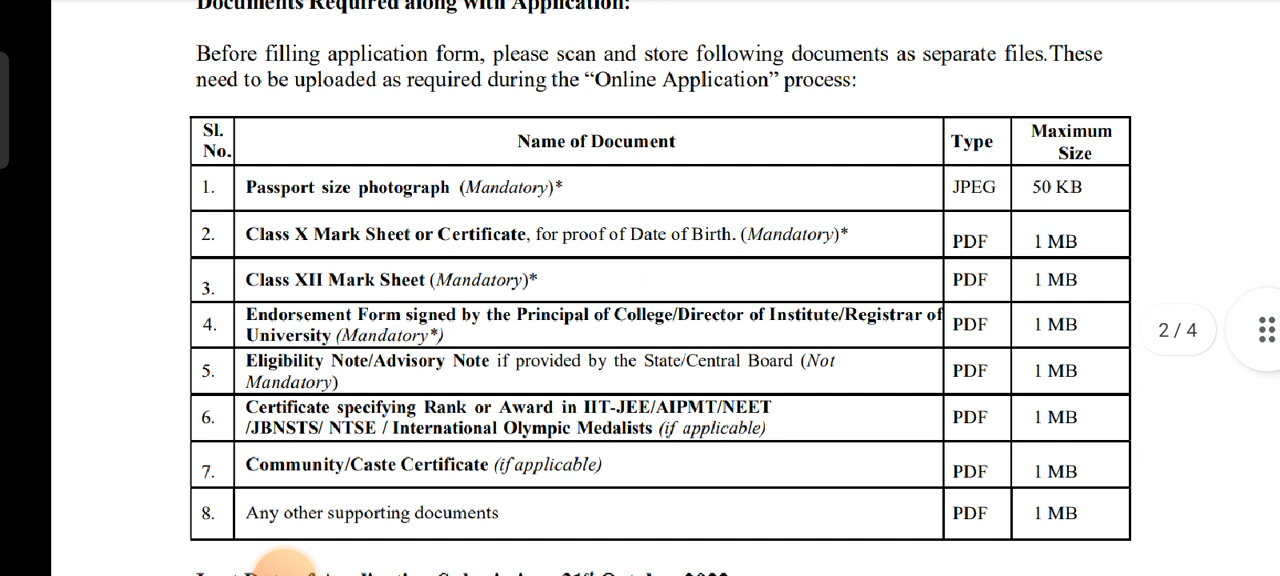 Documents Required along with Application:
Before filling application form, please scan and store following documents as separate files.These
need to be uploaded as required during the “Online Application” process:
Sl. No. Name of Document Type Maximum Size
1. Passport size photograph (Mandatory)* JPEG 50 KB
2. Class X Mark Sheet or Certificate, for proof of Date of Birth. (Mandatory)* PDF 1 MB
3. Class XII Mark Sheet (Mandatory)* PDF 1 MB
4. Endorsement Form signed by the Principal of College/Director of Institute/Registrar of
University (Mandatory*) PDF 1 MB
5. Eligibility Note/Advisory Note if provided by the State/Central Board (Not
Mandatory) PDF 1 MB
6. Certificate specifying Rank or Award in IIT-JEE/AIPMT/NEET
/JBNSTS/ NTSE / International Olympic Medalists (if applicable) PDF 1 MB
7. Community/Caste Certificate (if applicable) PDF 1 MB
8. Any other supporting documents PDF 1 MB
2 / 4